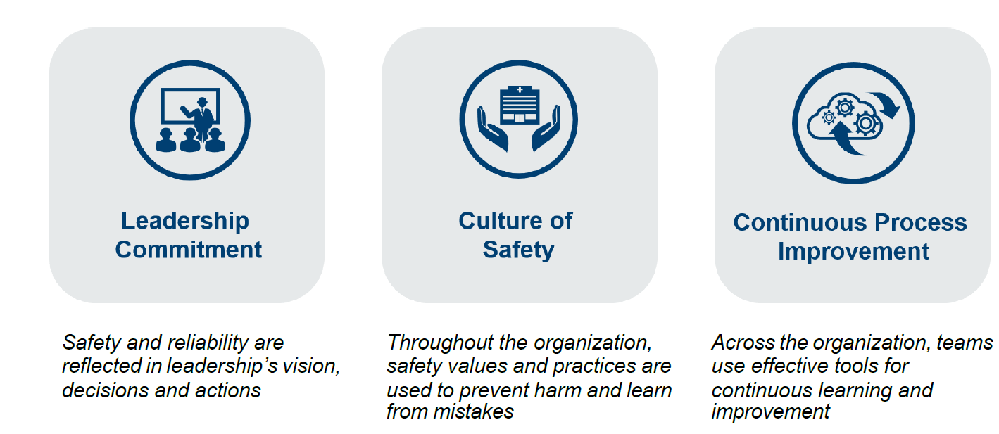 Leadership
Commitment
Safety and reliability are
reflected in leadership’s vision,
decisions and actions
Culture of
Safety
Throughout the organization,
safety values and practices are
used to prevent harm and learn
from mistakes
Continuous Process
Improvement
Across the organization, teams
use effective tools for
continuous learning and
improvement